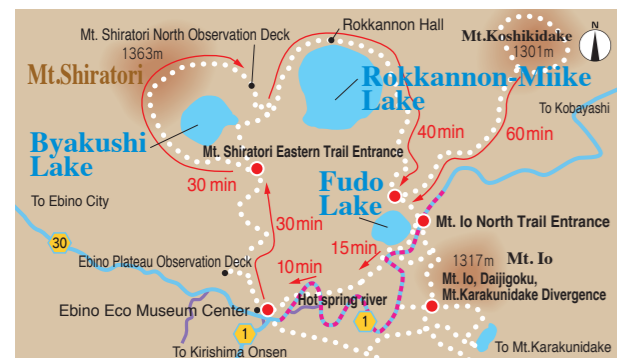 Mt. Shiratori North Observation Deck
Rokkannon Hall
N
Mt.Koshikidake
1301m
1363m
Mt.Shiratori
Rokkannon-Miike
Lake
To Kobayashi
Byakushi
Lake
40min
60min
Mt. Shiratori Eastern Trail Entrance
30 min
Fudo
Lake
To Ebino City
30min
Mt. Io North Trail Entrance
30
15min
Ebino Plateau Observation Deck
10min
1317m
Mt. Io
Mt. Io, Daijigoku,
Mt.Karakunidake Divergence
Hot spring river
Ebino Eco Museum Center
1
1
To Kirishima Onsen
To Mt.Karakunidake